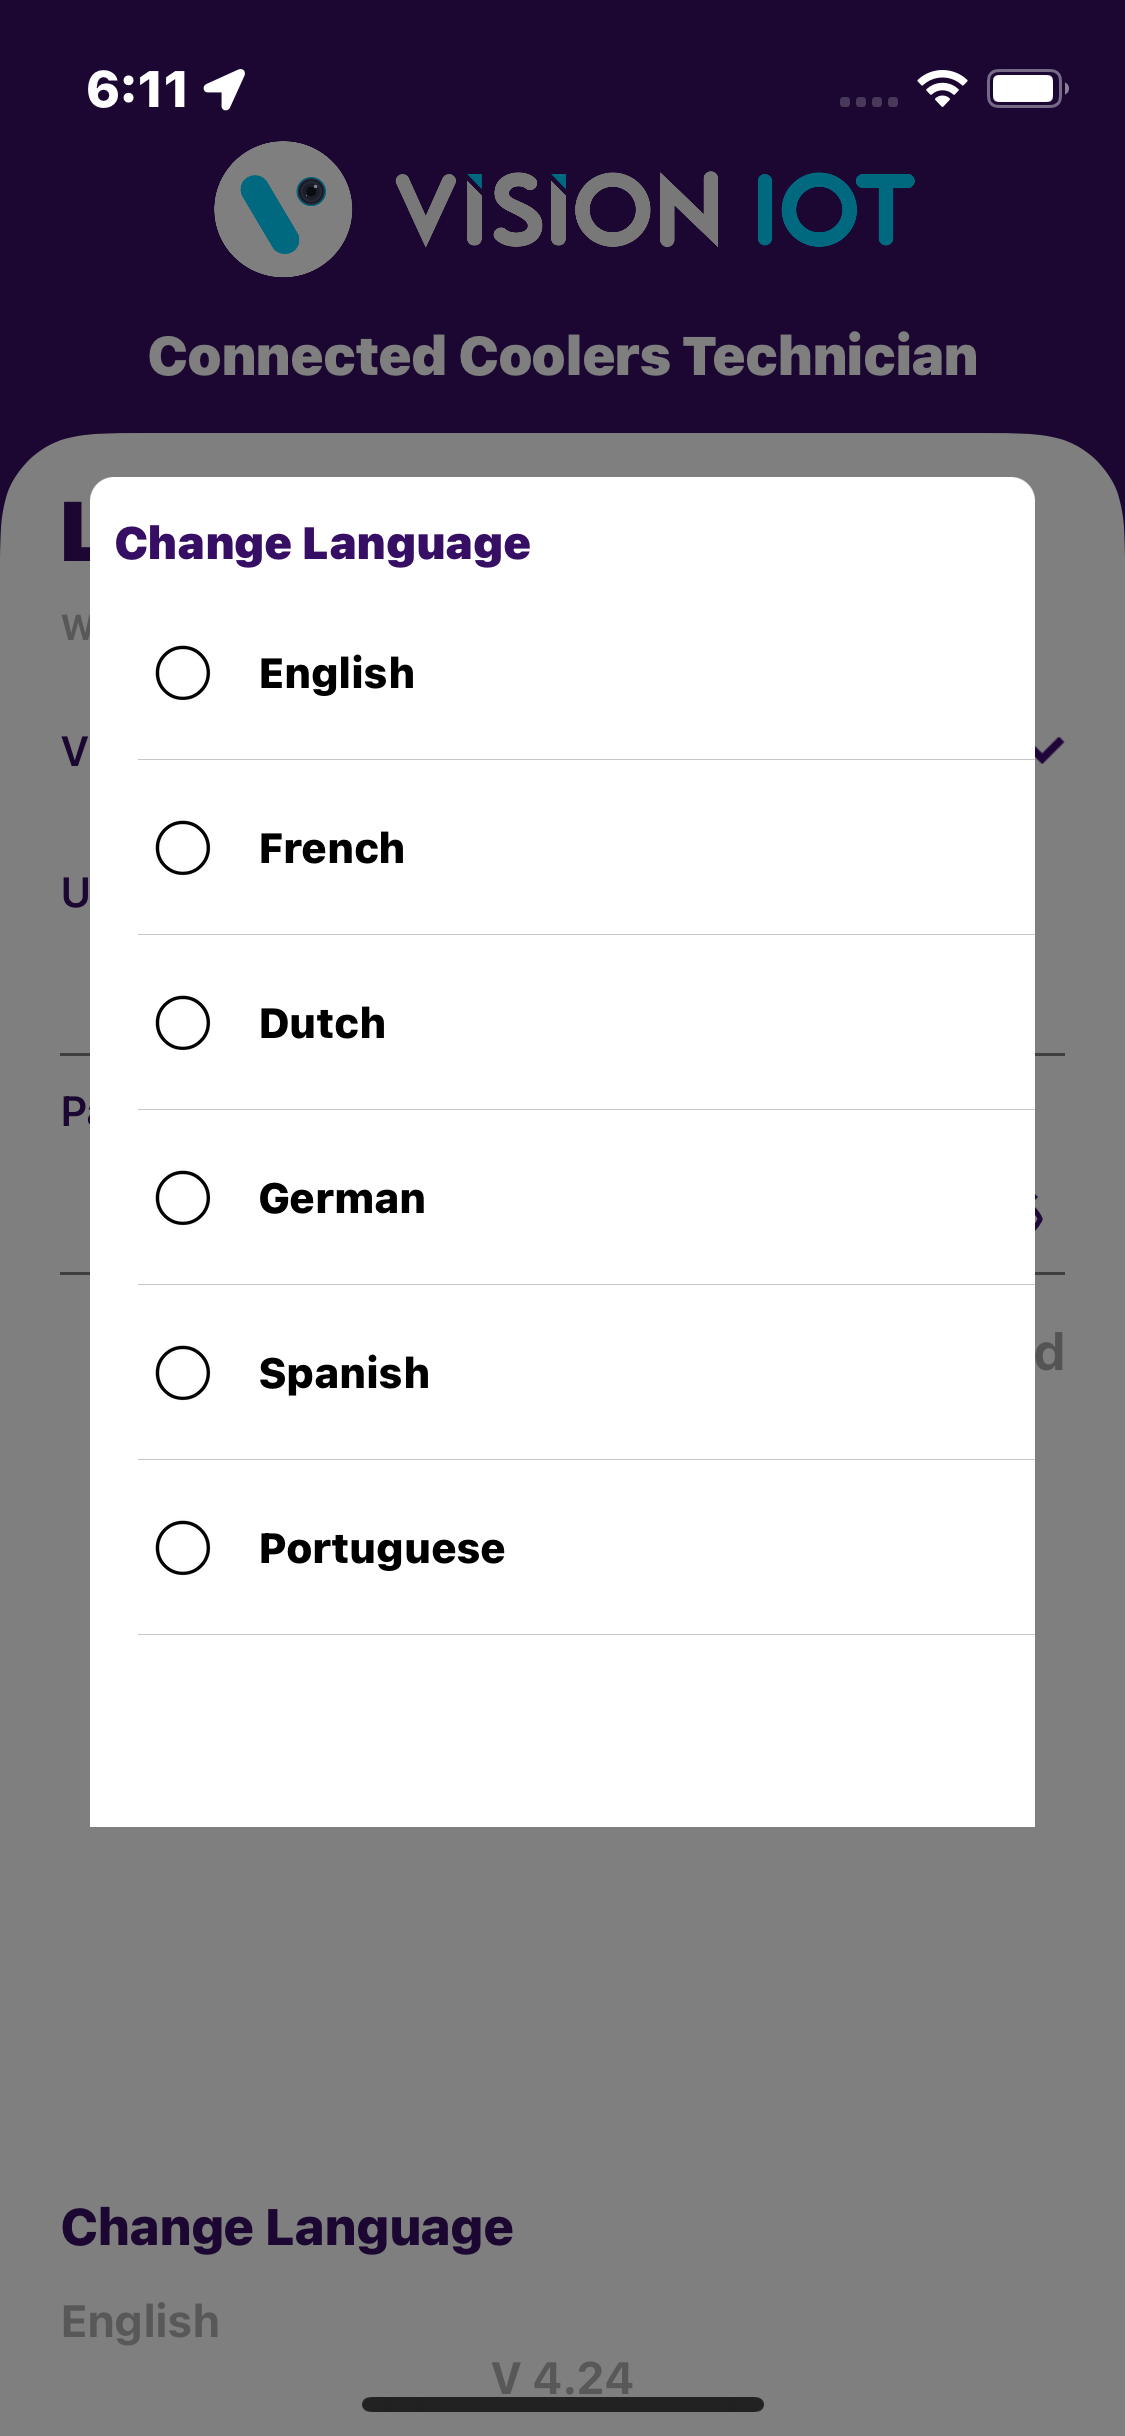 6:11
VISION IOT
Connected Coolers Technician
Change Language
English
French
Dutch
German
Spanish
Portuguese
Change Language
English
V 4.24